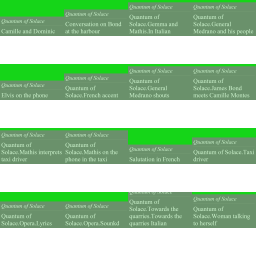 Quantum of Solace
Camille and Dominic
Quantum of Solace
Conversation on Bond
at the harbour
Quantum of Solace
Quantum of
Solace.Gemma and
Mathis.In Italian
Quantum of Solace
Quantum of
Solace.General
Medrano and his people
Quantum of Solace
Elvis on the phone
Quantum of Solace
Quantum of
Solace.French accent
Quantum of Solace
Quantum of
Solace.General
Medrano shouts
Quantum of Solace
Quantum of
Solace.James Bond
meets Camille Montes
Quantum of Solace
Quantum of
Solace.Mathis interprets
taxi driver
Quantum of Solace
Quantum of
Solace.Mathis on the
phone in the taxi
Quantum of Solace
Salutation in French
Quantum of Solace
Quantum of Solace.Taxi
driver
Quantum of Solace
Quantum of
Solace.Opera.Lyrics
Quantum of Solace
Quantum of
Solace.Opera.Sounkd
Quantum of Solace
Quantum of
Solace.Towards the
quarries.Towards the
quarries Italian
Quantum of Solace
Quantum of
Solace.Woman talking
to herself